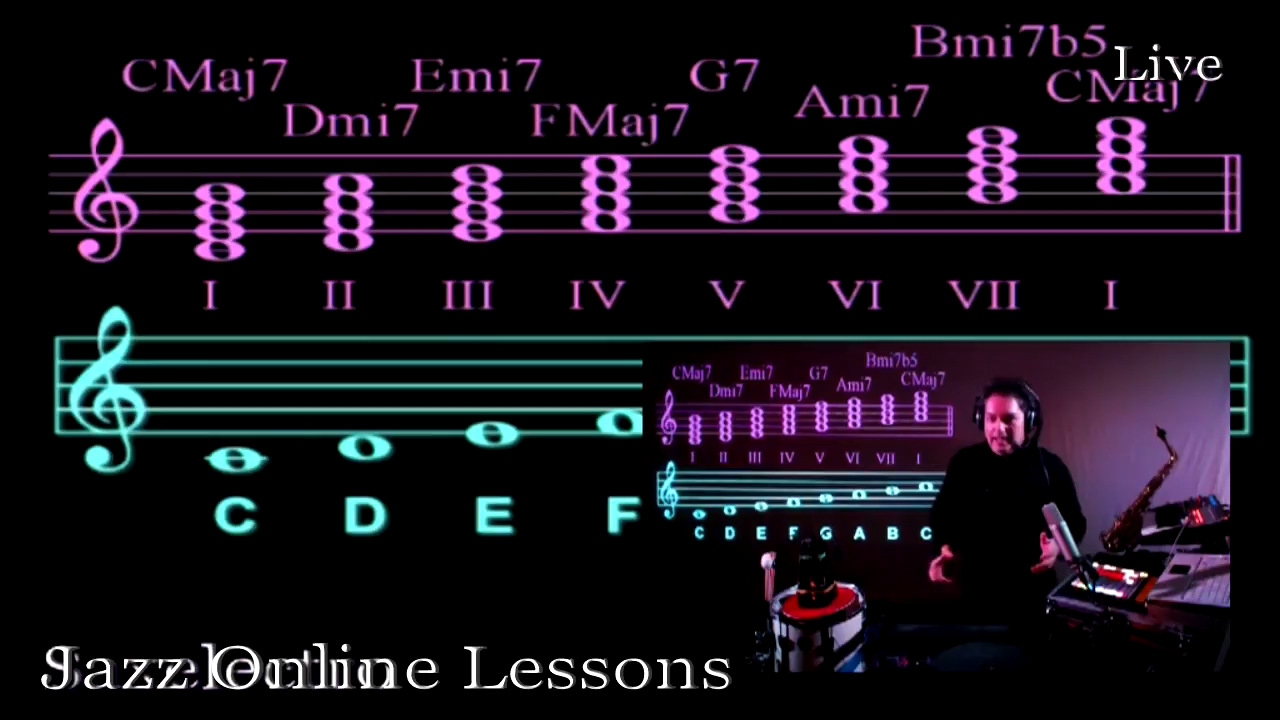 Bmi7b5
Live
CMaj7 Emi7 G7 CMaj7
Dmi7 FMaj7 Ami7
I II III IV V VI VII I
Bmi7b5
CMaj7 Emi7 G7 CMaj7
Dmi7 FMaj7 Ami7
I II III IV V VI VII I
C D E F
C D E F G A B C
Jazz Online Lessons